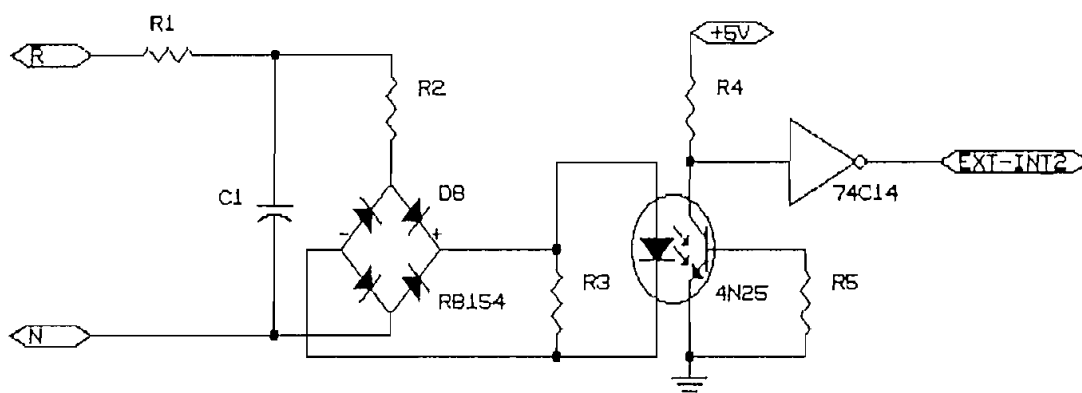 R1
R
R2
+5V
R4
C1
D8
-
+
74C14
EXT-INT2
R3
RB154
4N25
R5
N